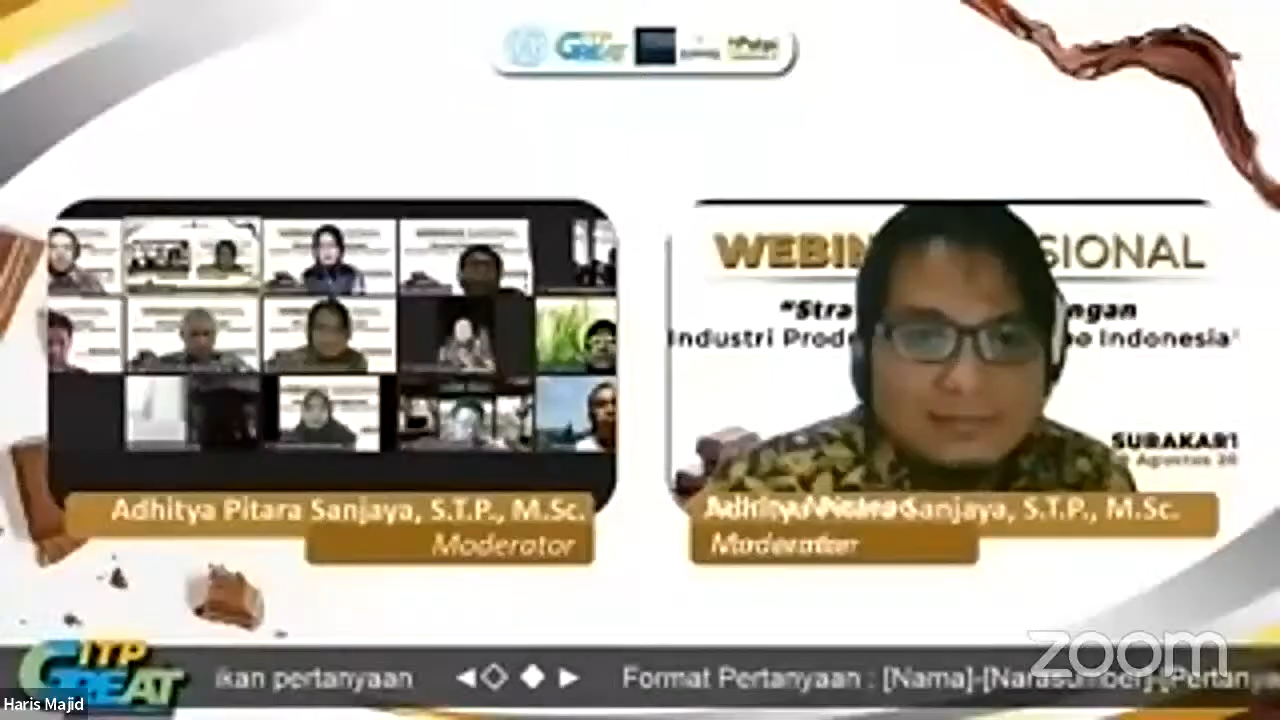 GREAT
WEBIN SIONAL
"Stra ngan
Industri Prod o Indonesia"
SURAKART
Agustus 20
Adhitya Pitara Sanjaya, S.T.P., M.Sc.
Moderator
Sanjaya, S.T.P., M.Sc.
ITP
GREAT
ikan pertanyaan
Format Pertanyaan : [Nama]-[Narasumber]-[Pertanya
zoom
Haris Majid